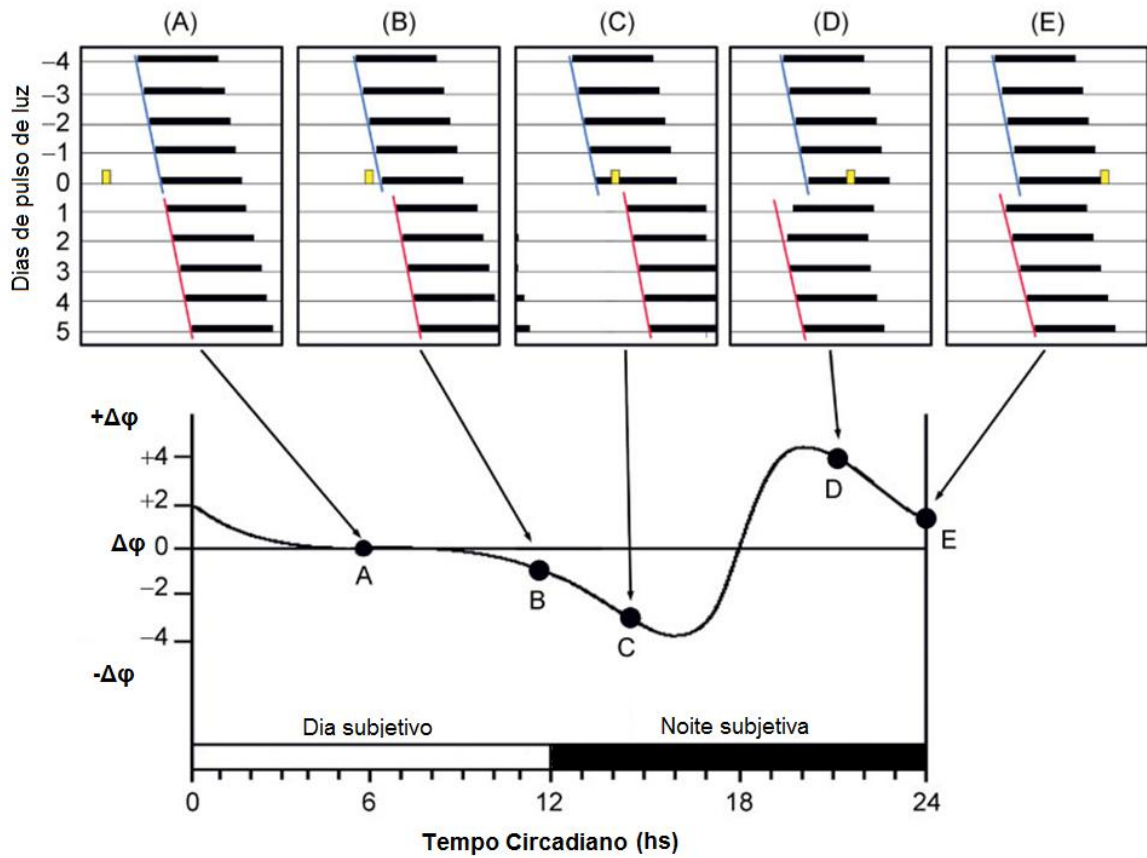 (A) (B) (C) (D) (E)
Dias de pulso de luz
−4
−3
−2
−1
0
1
2
3
4
5
+Δφ
+4
+2
Δφ 0
−2
−4
-Δφ
A
B
C
D
E
Dia subjetivo Noite subjetiva
0 6 12 18 24
Tempo Circadiano (hs)